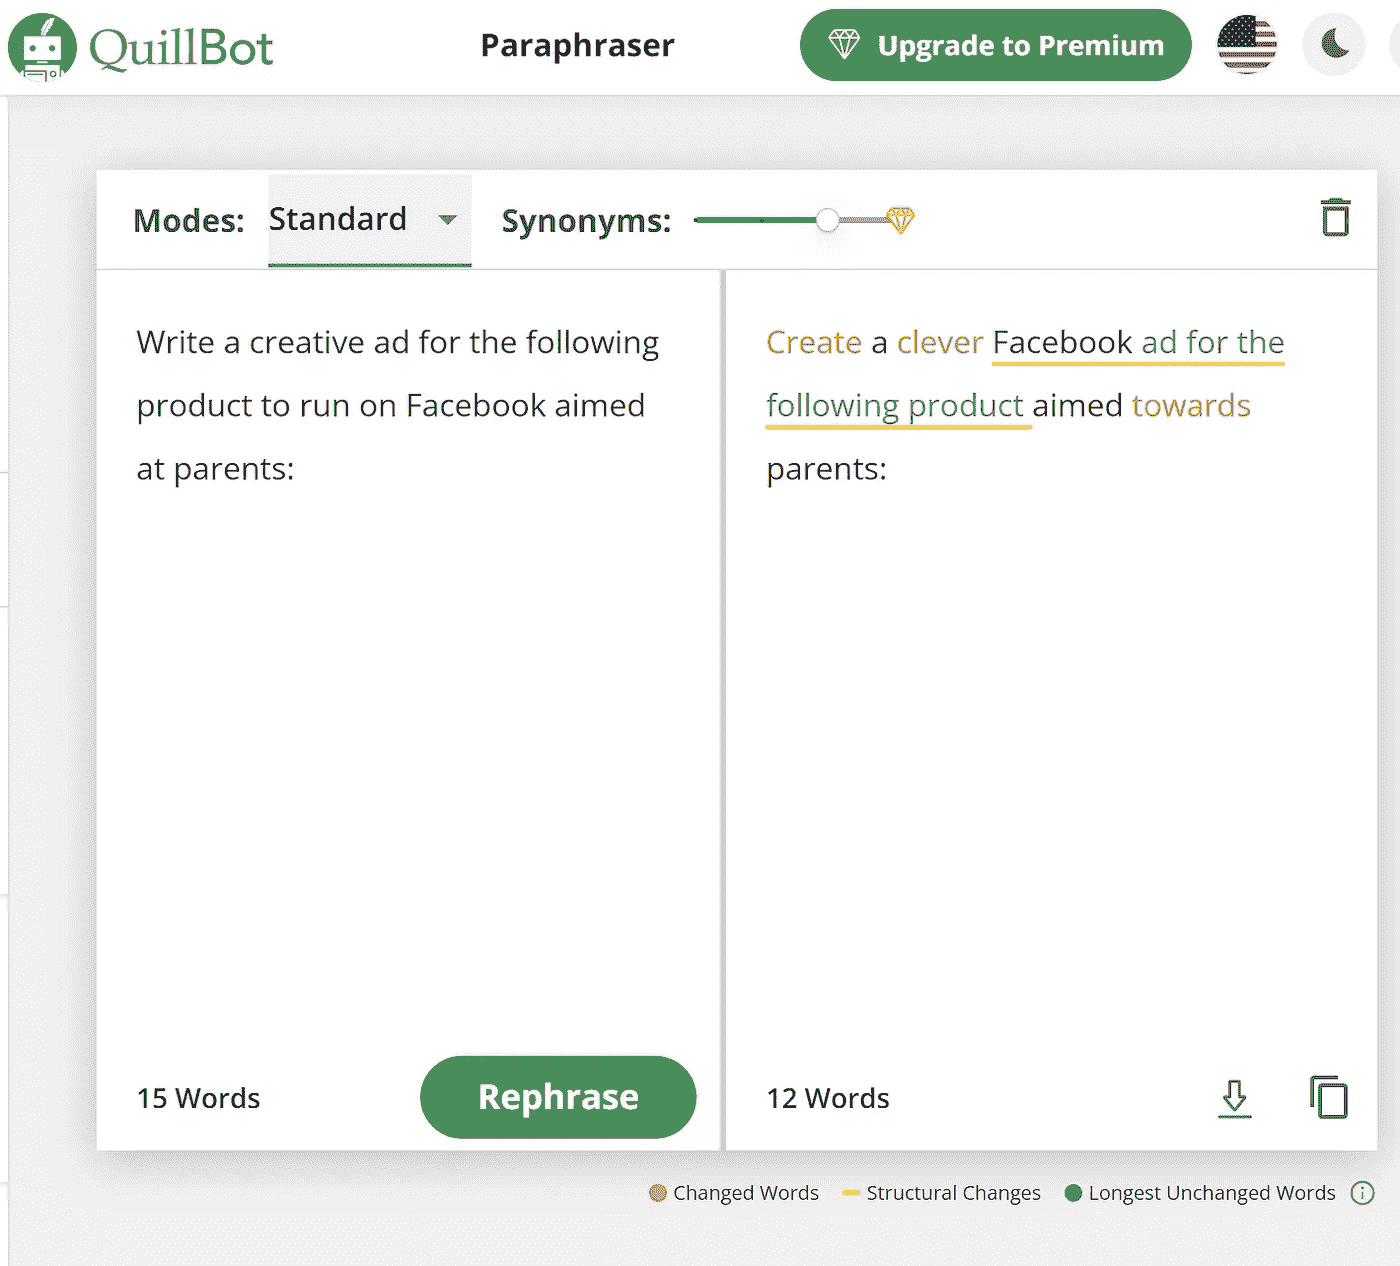 QuillBot
Paraphraser
Upgrade to Premium
Modes:
Standard
Synonyms:
Write a creative ad for the following
product to run on Facebook aimed
at parents:
Create a clever Facebook ad for the
following product aimed towards
parents:
15 Words
Rephrase
12 Words
Changed Words
Structural Changes
Longest Unchanged Words